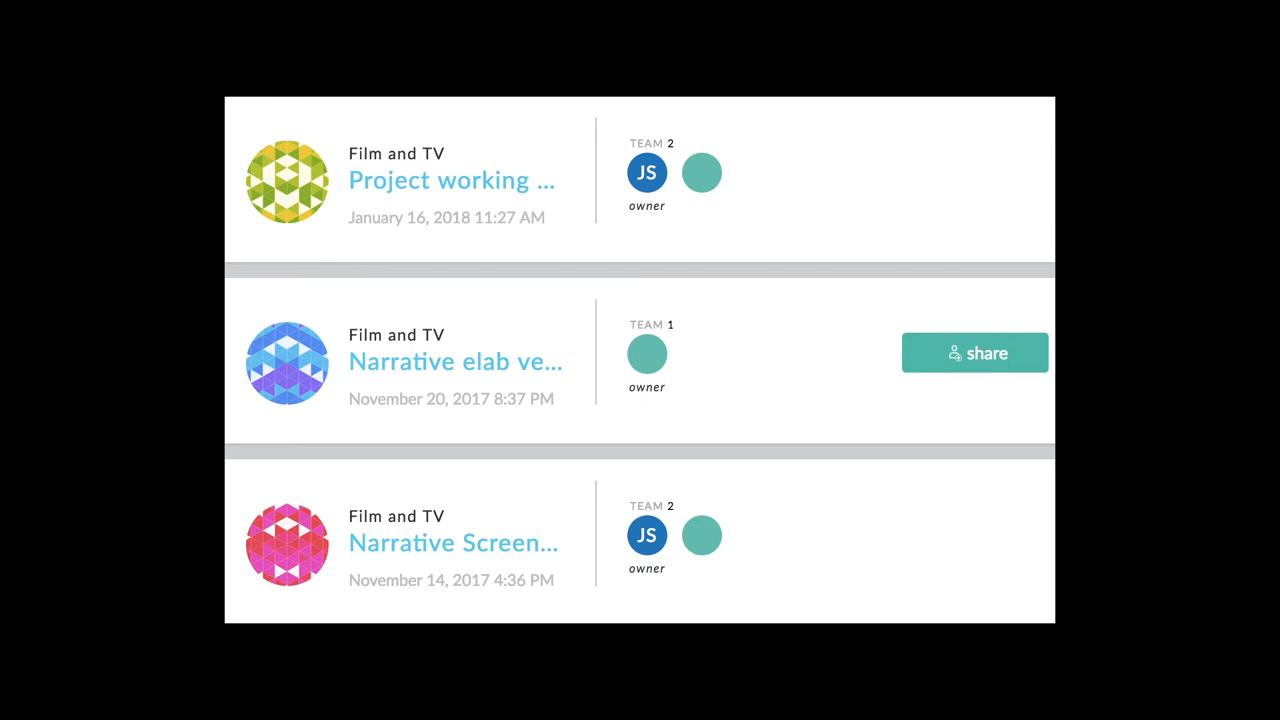 Film and TV
Project working ...
January 16, 2018 11:27 AM
TEAM 2
JS
owner
Film and TV
Narrative elab ve...
November 20, 2017 8:37 PM
TEAM 1
owner
share
Film and TV
Narrative Screen...
November 14, 2017 4:36 PM
TEAM 2
JS
owner